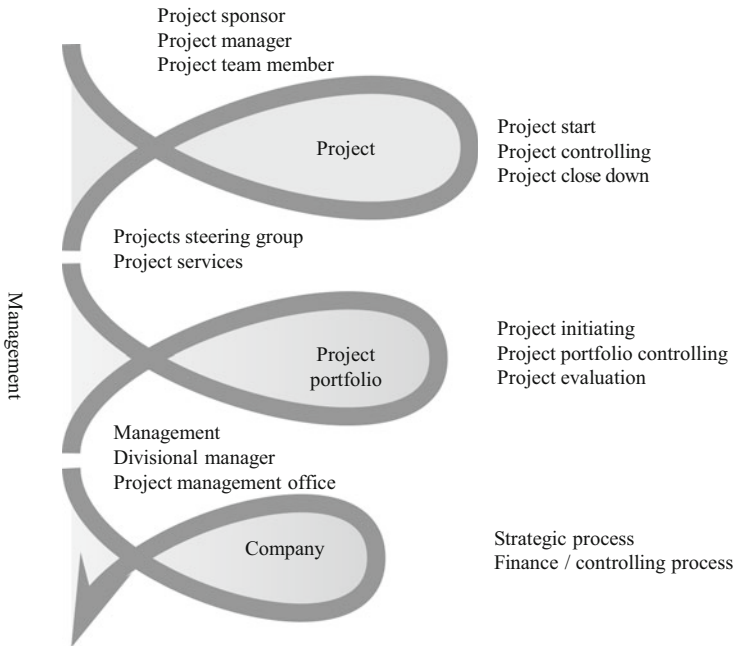 Project sponsor
Project manager
Project team member
Project
Project start
Project controlling
Project close down
Projects steering group
Project services
Management
Project
portfolio
Project initiating
Project portfolio controlling
Project evaluation
Management
Divisional manager
Project management office
Company
Strategic process
Finance / controlling process